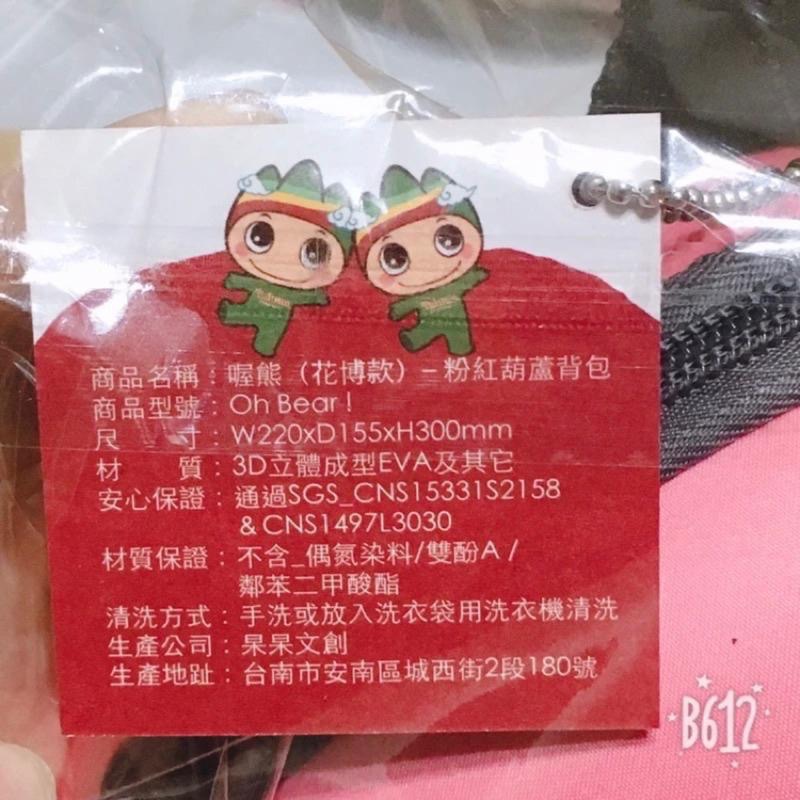 商品名稱：喔熊（花博款）－粉紅葫蘆背包
商品型號：Oh Bear！
尺　　寸：W220xD155xH300mm
材　　質：3D立體成型EVA及其它
安心保證：通過SGS_CNS15331S2158
＆CNS1497L3030
材質保證：不含_偶氮染料/雙酚A /
鄰苯二甲酸酯
清洗方式：手洗或放入洗衣袋用洗衣機清洗
生產公司：杲杲文創
生產地址：台南市安南區城西街2段180號
B612